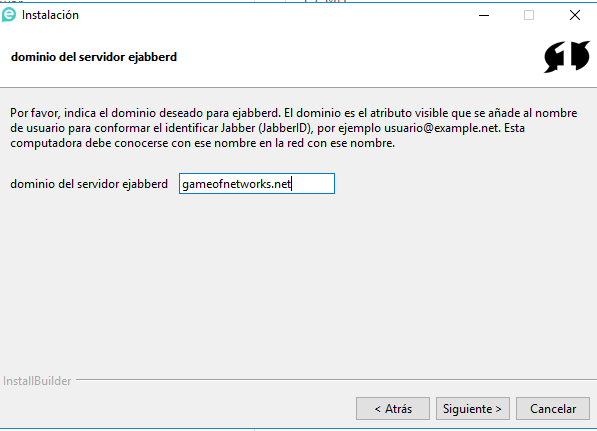 Instalación
dominio del servidor ejabberd
Por favor, indica el dominio deseado para ejabberd. El dominio es el atributo visible que se añade al nombre
de usuario para conformar el identificar Jabber (JabberID), por ejemplo usuario@example.net. Esta
computadora debe conocerse con ese nombre en la red con ese nombre.
dominio del servidor ejabberd gameofnetworks.net
InstallBuilder
< Atrás Siguiente > Cancelar